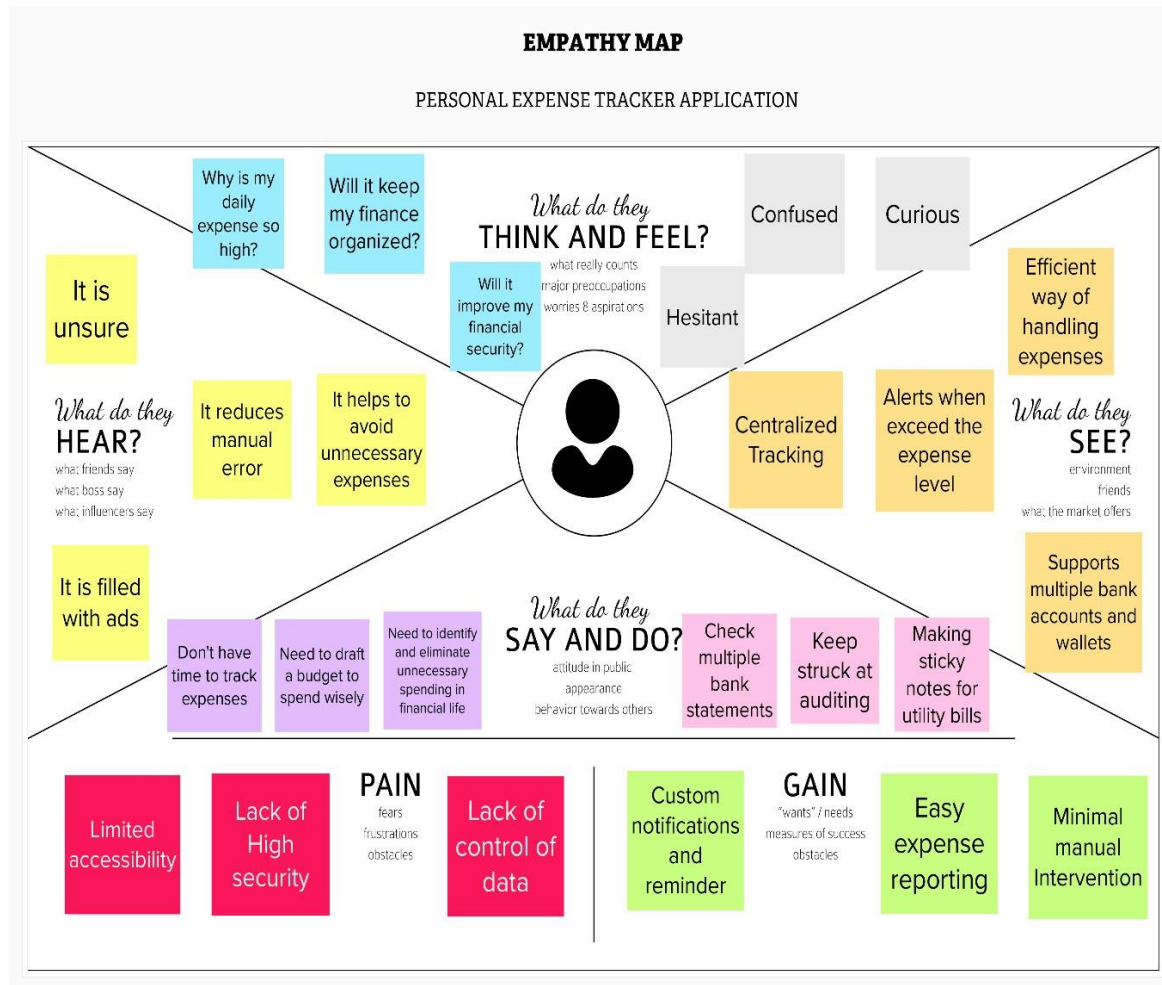 EMPATHY MAP
PERSONAL EXPENSE TRACKER APPLICATION
Why is my
daily
expense so
high?
Will it keep
my finance
organized?
Will it
improve my
financial
security?
What do they
THINK AND FEEL?
what really counts
major preoccupations
worries & aspirations
Confused
Curious
Hesitant
It is
unsure
What do they
HEAR?
what friends say
what boss say
what influencers say
It reduces
manual
error
It helps to
avoid
unnecessary
expenses
It is filled
with ads
Efficient
way of
handling
expenses
Centralized
Tracking
Alerts when
exceed the
expense
level
What do they
SEE?
environment
friends
what the market offers
Supports
multiple bank
accounts and
wallets
Don't have
time to track
expenses
Need to draft
a budget to
spend wisely
Need to identify
and eliminate
unnecessary
spending in
financial life
What do they
SAY AND DO?
attitude in public
appearance
behavior towards others
Check
multiple
bank
statements
Keep
struck at
auditing
Making
sticky
notes for
utility bills
Limited
accessibility
Lack of
High
security
PAIN
fears
frustrations
obstacles
Lack of
control of
data
Custom
notifications
and
reminder
GAIN
"wants" / needs
measures of success
obstacles
Easy
expense
reporting
Minimal
manual
Intervention